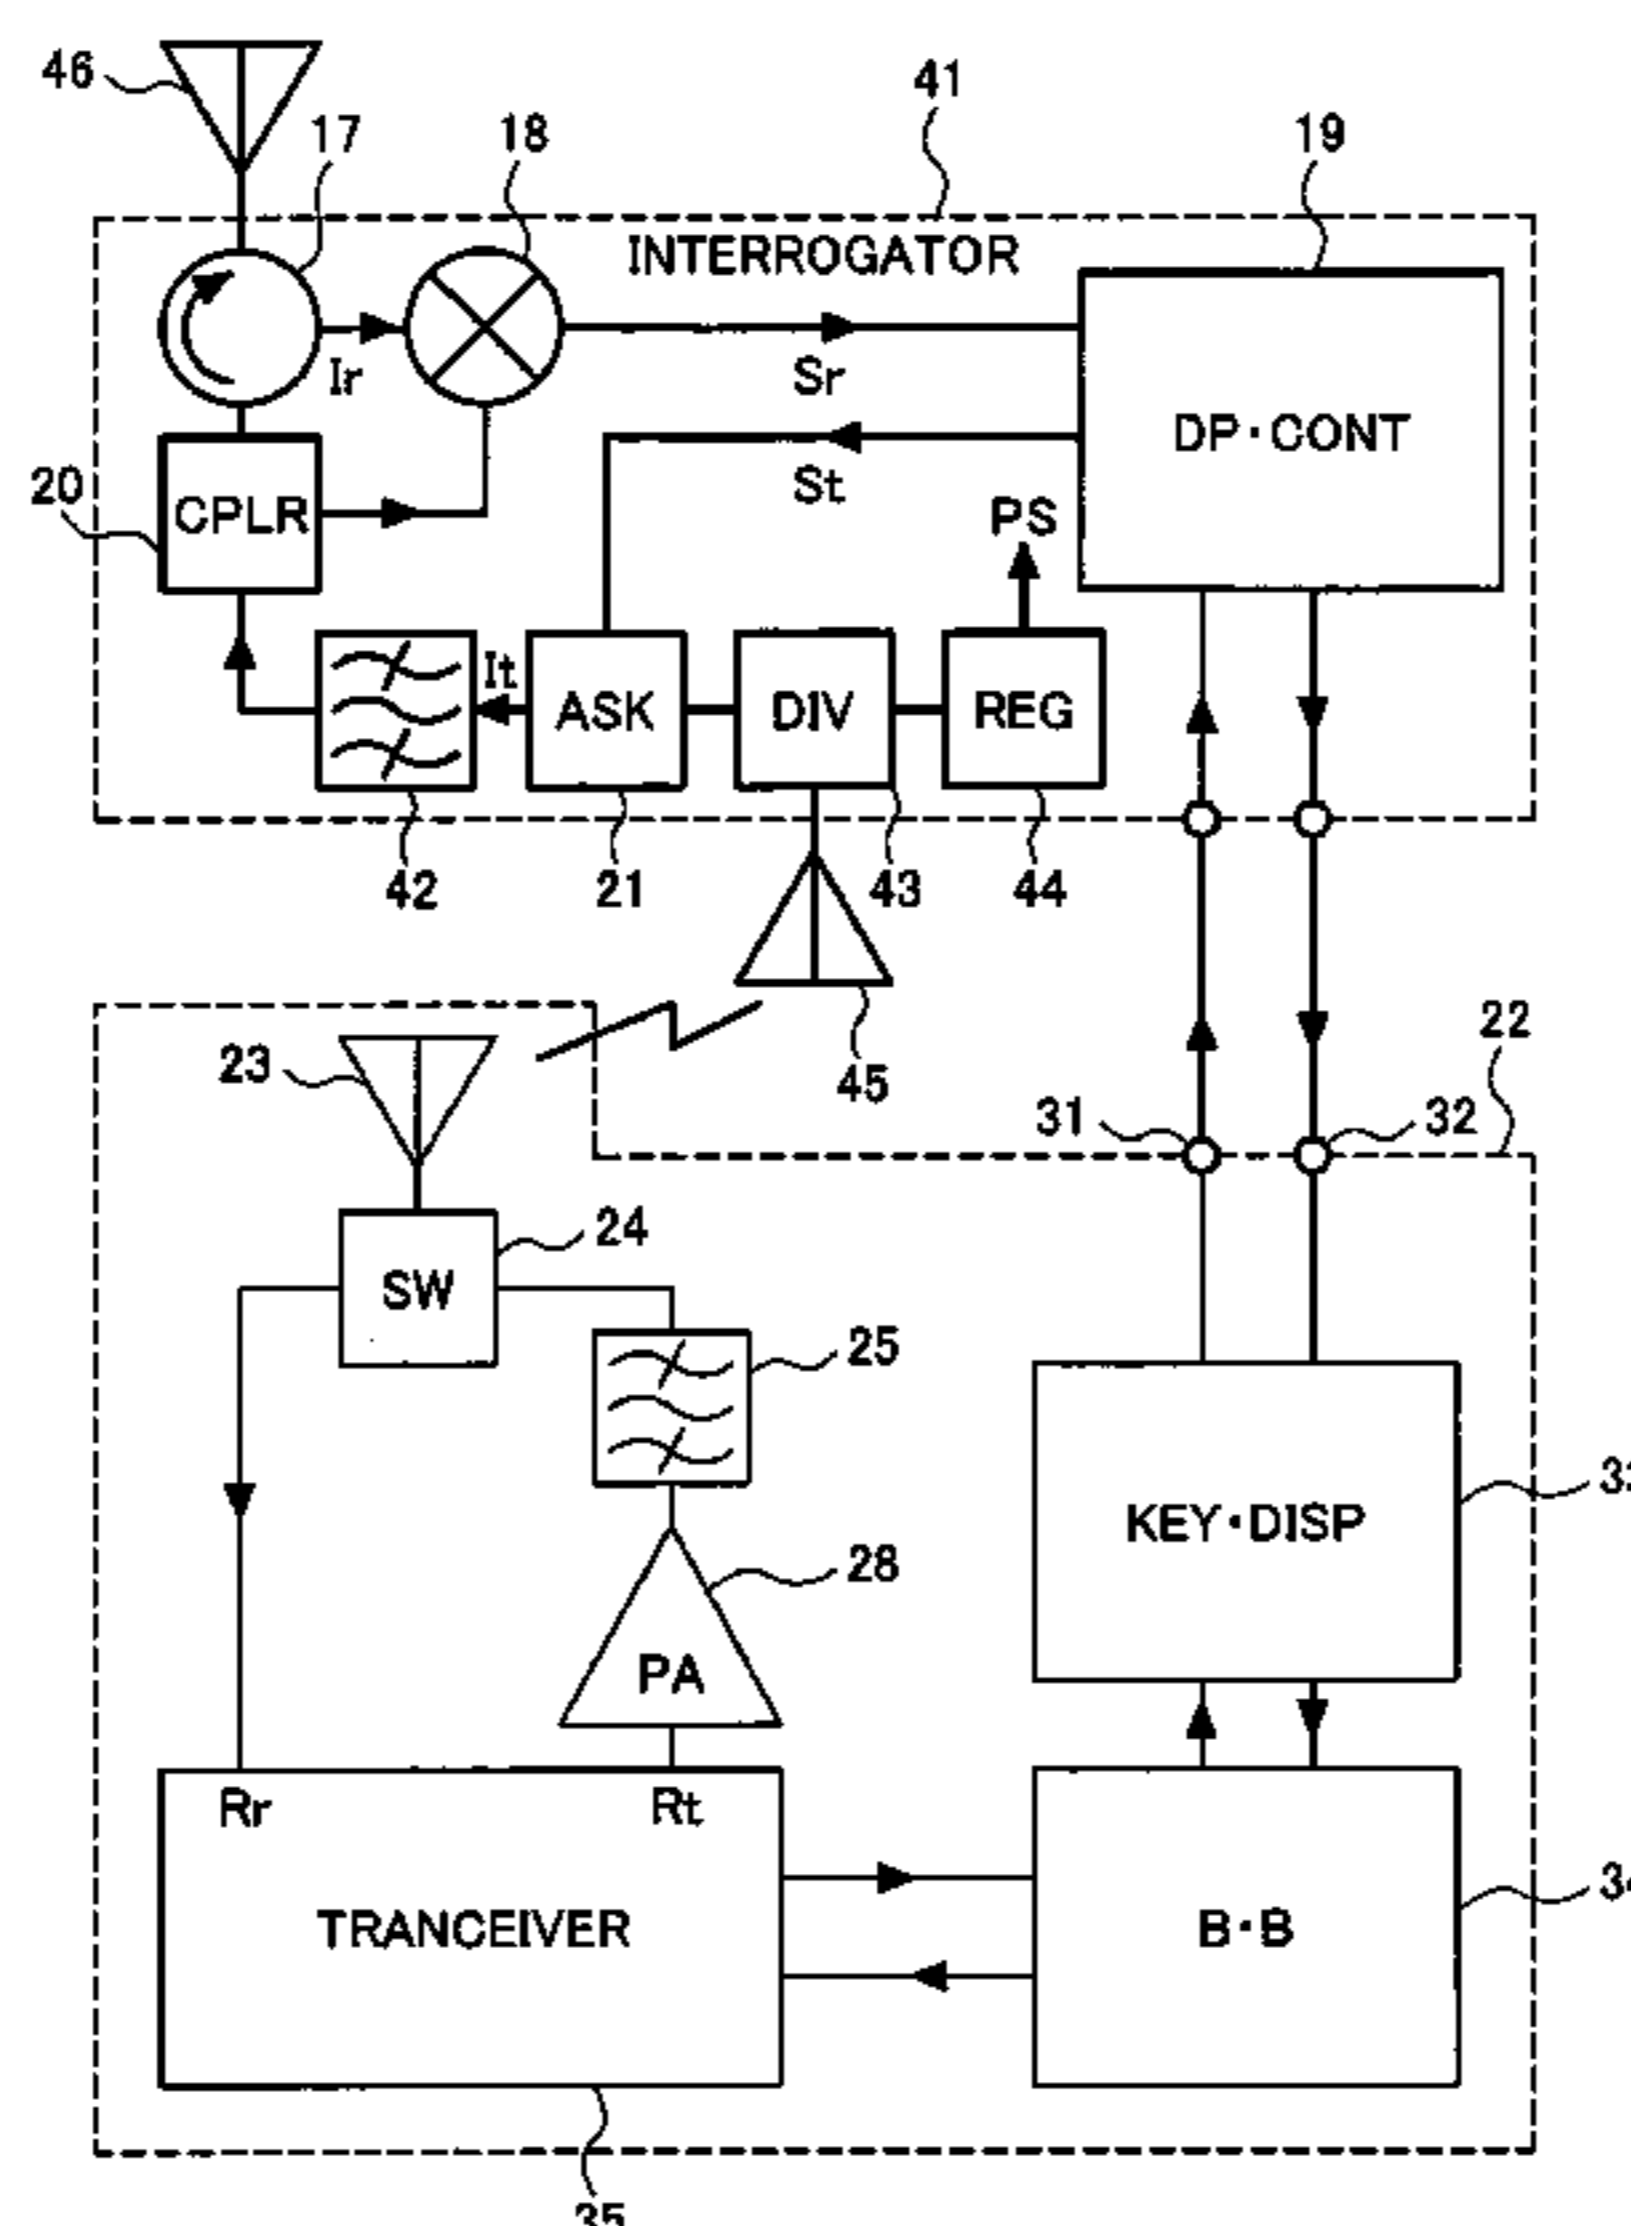 46
17
18
41
19
INTERROGATOR
Ir
Sr
DP・CONT
St
20
CPLR
PS
It
ASK
DIV
REG
42
21
43
44
45
23
22
31
32
24
SW
25
KEY・DISP
28
PA
Rr
Rt
TRANCEIVER
B・B
35